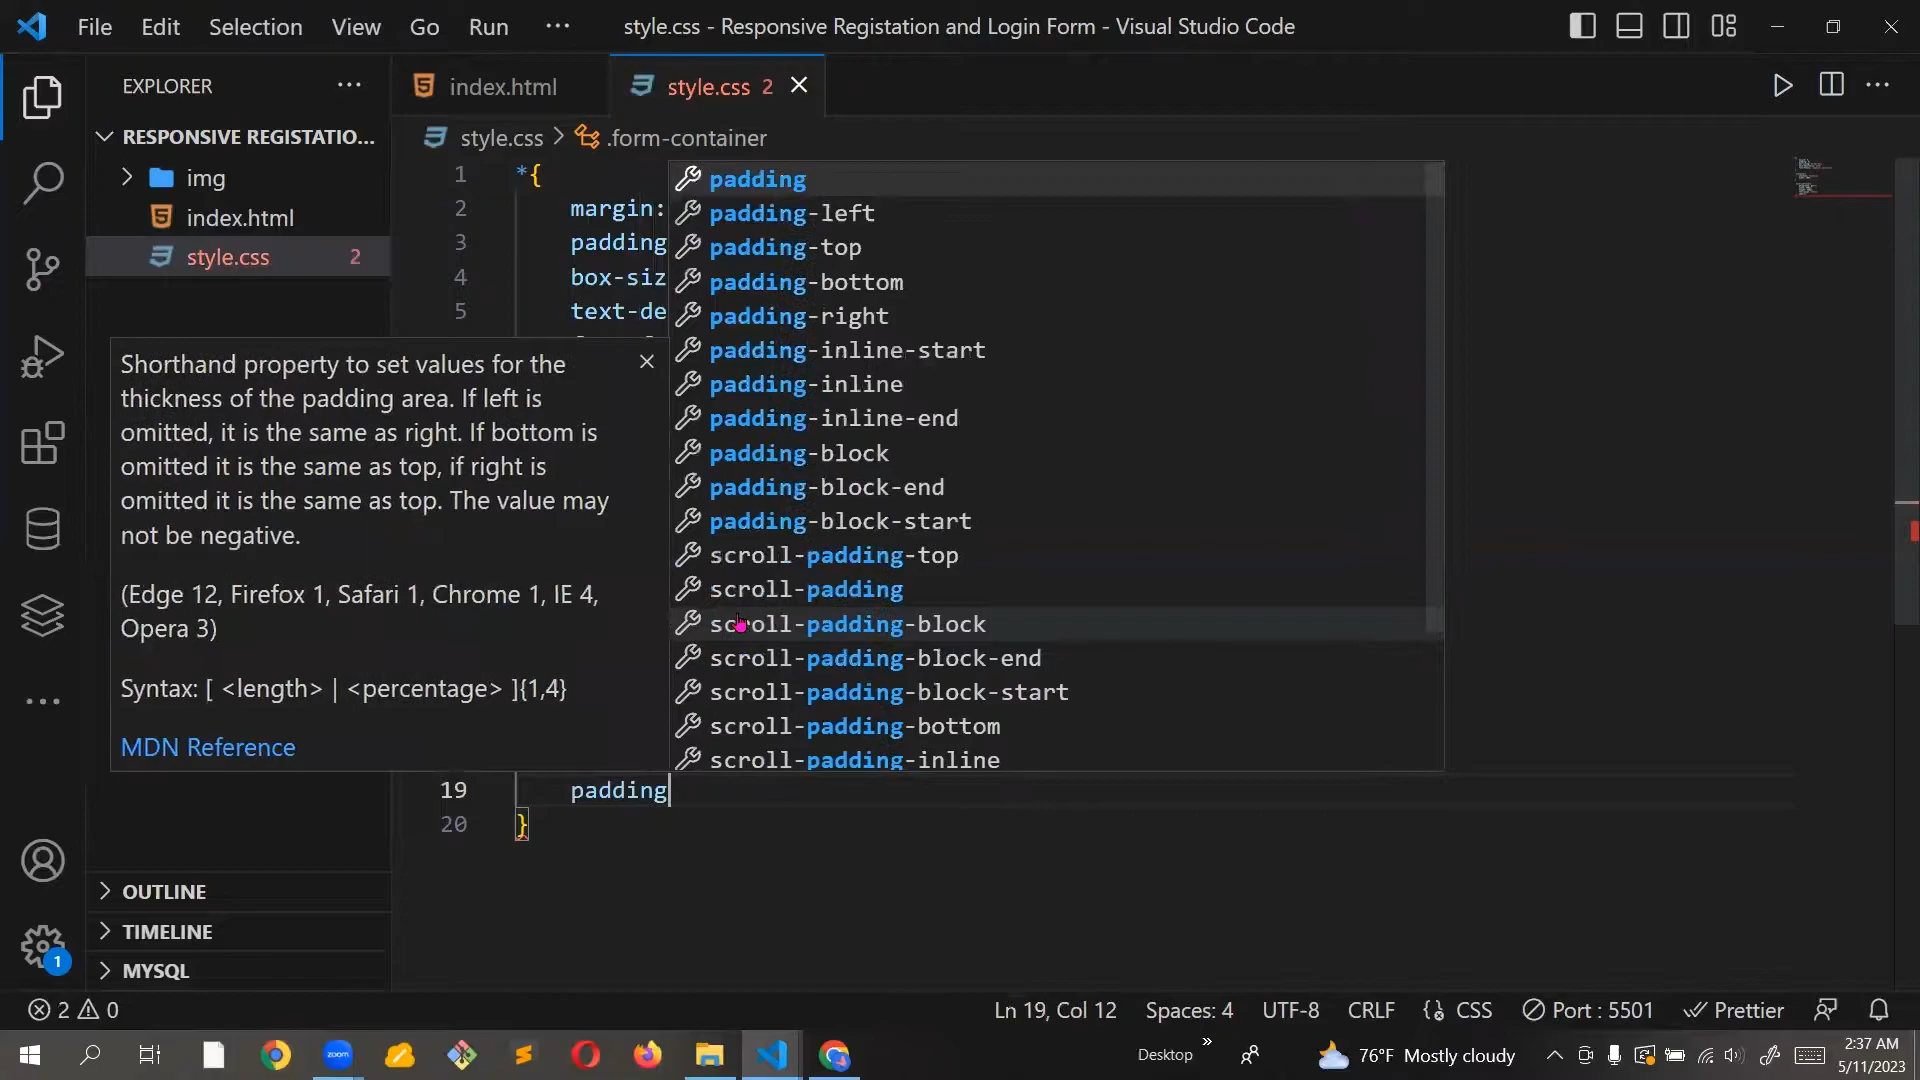 File Edit Selection View Go Run ··· style.css - Responsive Registation and Login Form - Visual Studio Code
EXPLORER ···
RESPONSIVE REGISTATIO...
img
index.html
style.css 2
index.html style.css 2
style.css > .form-container
1 *{
2 margin:
3 padding
4 box-siz
5 text-de
Shorthand property to set values for the
thickness of the padding area. If left is
omitted, it is the same as right. If bottom is
omitted it is the same as top, if right is
omitted it is the same as top. The value may
not be negative.
(Edge 12, Firefox 1, Safari 1, Chrome 1, IE 4,
Opera 3)
Syntax: [ <length> | <percentage> ]{1,4}
MDN Reference
padding
padding-left
padding-top
padding-bottom
padding-right
padding-inline-start
padding-inline
padding-inline-end
padding-block
padding-block-end
padding-block-start
scroll-padding-top
scroll-padding
scroll-padding-block
scroll-padding-block-end
scroll-padding-block-start
scroll-padding-bottom
scroll-padding-inline
19 padding
20 }
OUTLINE
TIMELINE
MYSQL
1
2 0 Ln 19, Col 12 Spaces: 4 UTF-8 CRLF {} CSS Port : 5501 Prettier
zoom Desktop » 76°F Mostly cloudy 2:37 AM
5/11/2023